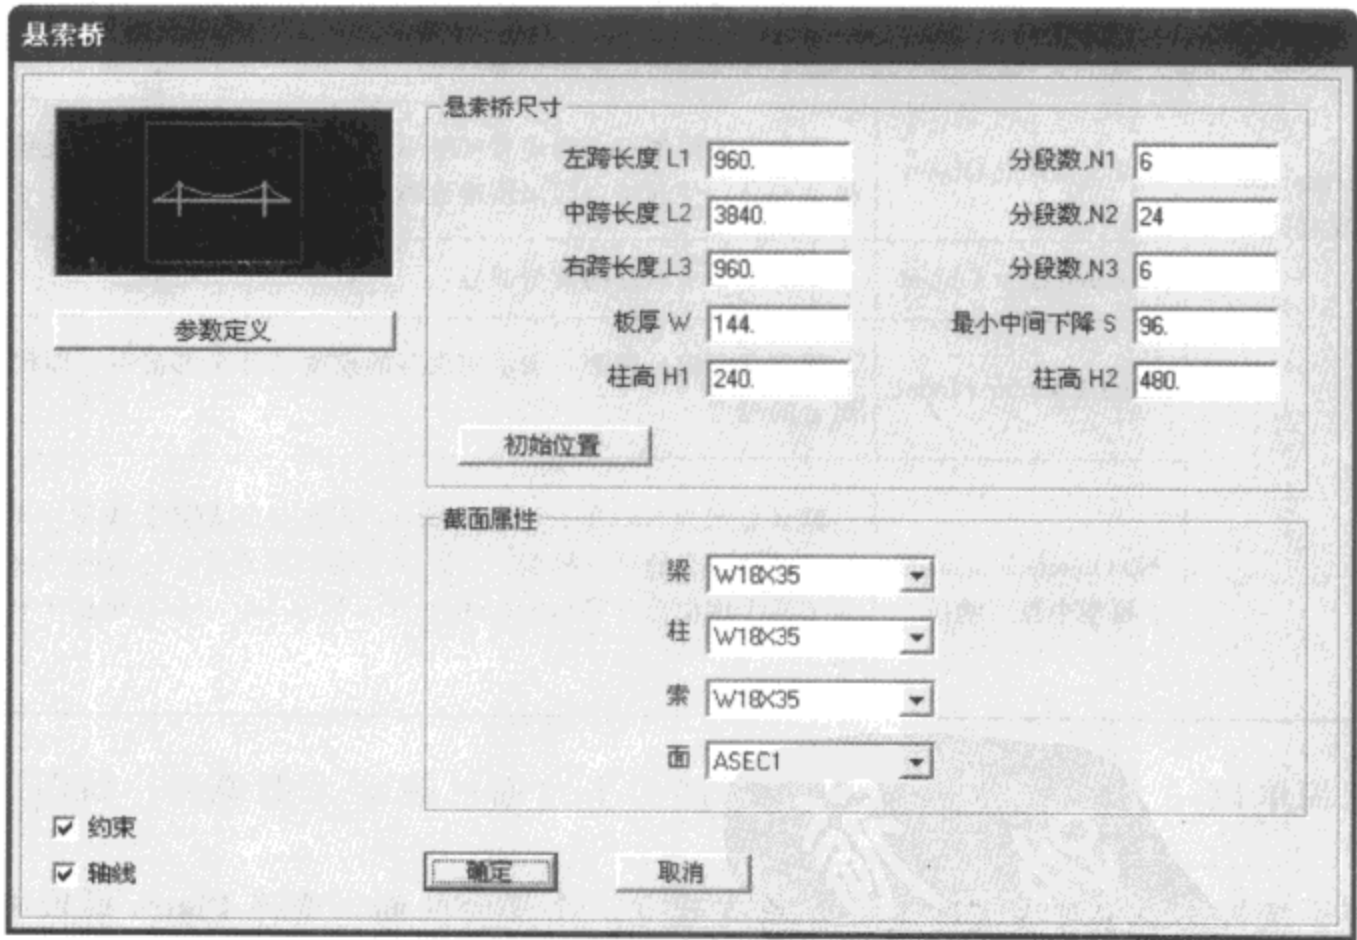 悬索桥
悬索桥尺寸
左跨长度 L1 960. 分段数,N1 6
中跨长度 L2 3840. 分段数,N2 24
右跨长度,L3 960. 分段数,N3 6
参数定义
板厚 W 144. 最小中间下降 S 96.
柱高 H1 240. 柱高 H2 480.
初始位置
截面属性
梁 W18X35
柱 W18X35
索 W18X35
面 ASEC1
约束
轴线
确定 取消